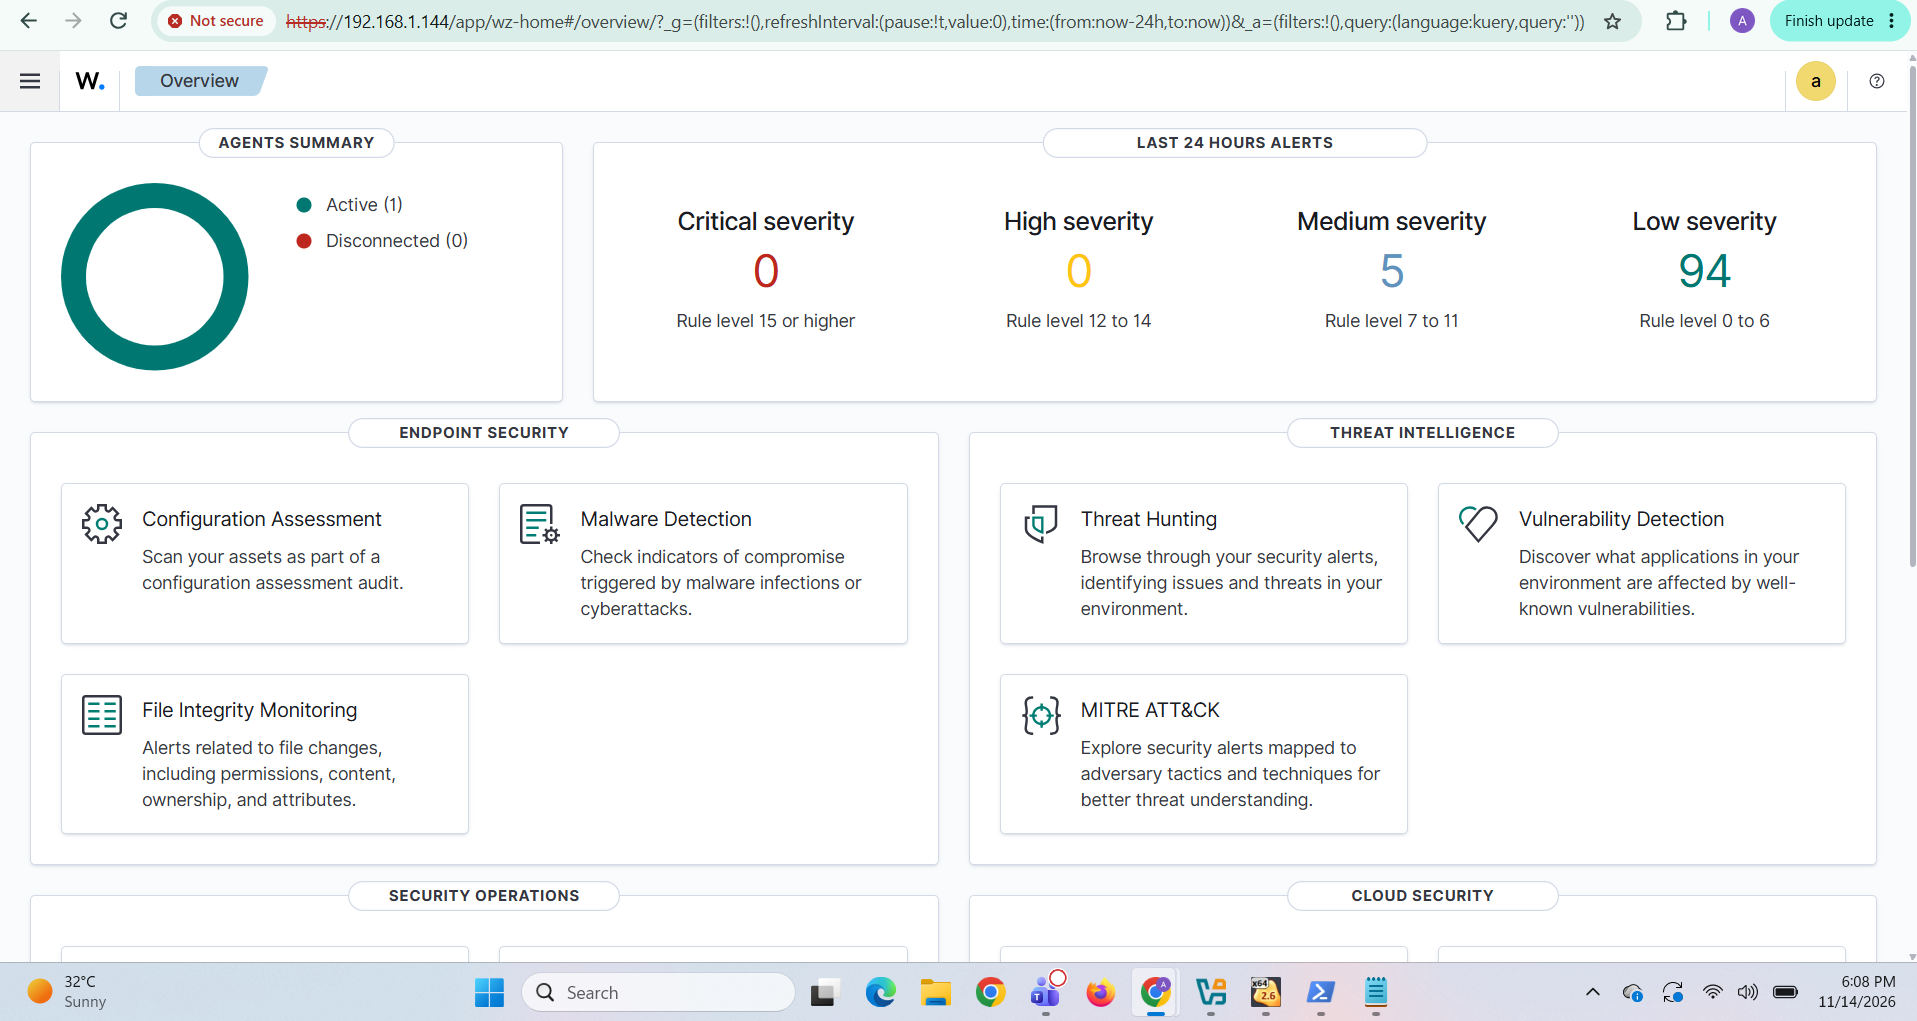 Not secure
https://192.168.1.144/app/wz-home#/overview/?_g=(filters:!(),refreshInterval:(pause:!t,value:0),time:(from:now-24h,to:now))&_a=(filters:!(),query:(language:kuery,query:''))
A
Finish update
W.
Overview
a
AGENTS SUMMARY
Active (1)
Disconnected (0)
LAST 24 HOURS ALERTS
Critical severity
0
Rule level 15 or higher
High severity
0
Rule level 12 to 14
Medium severity
5
Rule level 7 to 11
Low severity
94
Rule level 0 to 6
ENDPOINT SECURITY
Configuration Assessment
Scan your assets as part of a
configuration assessment audit.
Malware Detection
Check indicators of compromise
triggered by malware infections or
cyberattacks.
File Integrity Monitoring
Alerts related to file changes,
including permissions, content,
ownership, and attributes.
THREAT INTELLIGENCE
Threat Hunting
Browse through your security alerts,
identifying issues and threats in your
environment.
Vulnerability Detection
Discover what applications in your
environment are affected by well-
known vulnerabilities.
MITRE ATT&CK
Explore security alerts mapped to
adversary tactics and techniques for
better threat understanding.
SECURITY OPERATIONS
CLOUD SECURITY
32°C
Sunny
Search
T
A
x64
2.6
6:08 PM
11/14/2026